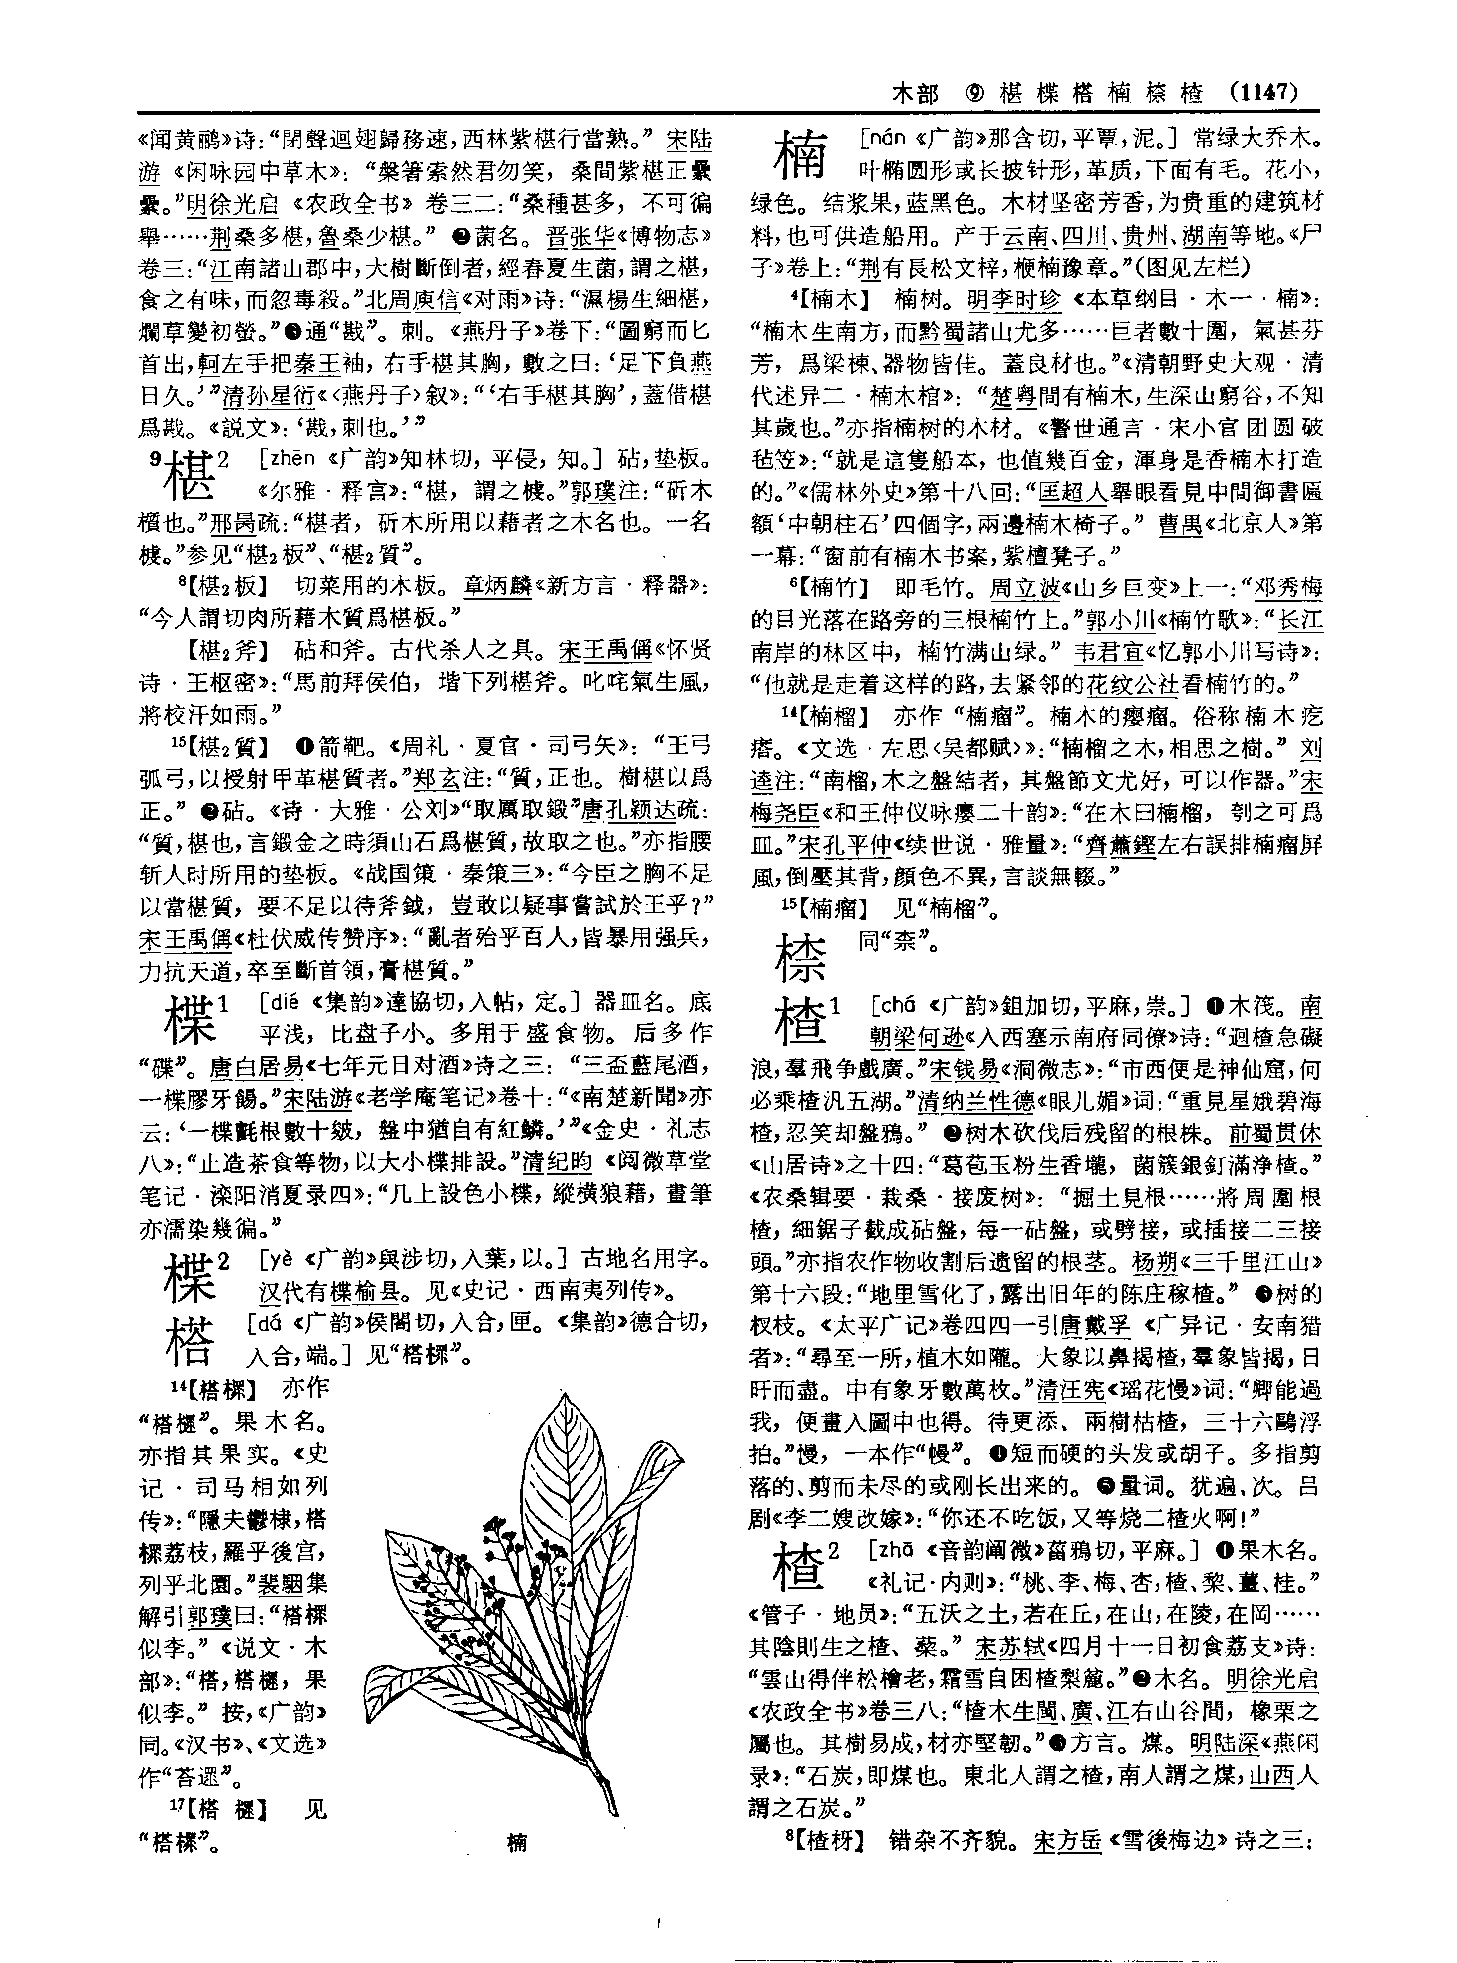 木部 ⑨ 椹 楪 㭼 楠 㮏 楂 (1147)
《闻黄鹂》诗：“閉聲迴翅歸務速，西林紫椹行當熟。” 宋陆
游《闲咏园中草木》：“槃箸索然君勿笑，桑間紫椹正纍
纍。”明徐光启《农政全书》卷三二：“桑種甚多，不可徧
舉……荆桑多椹，魯桑少椹。” ❷菌名。晋张华《博物志》
卷三：“江南諸山郡中，大樹斷倒者，經春夏生菌，謂之椹，
食之有味，而忽毒殺。”北周庾信《对雨》诗：“濕楊生細椹，
爛草變初螢。”❸通“戡”。刺。《燕丹子》卷下：“圖窮而匕
首出，軻左手把秦王袖，右手椹其胸，數之曰：‘足下負燕
日久。’”清孙星衍《〈燕丹子〉叙》：“‘右手椹其胸’，蓋借椹
爲戡。《説文》：‘戡，刺也。’”
9椹2 [zhēn《广韵》知林切，平侵，知。] 砧，垫板。
《尔雅·释宫》：“椹，謂之榩。”郭璞注：“斫木
櫍也。”邢昺疏：“椹者，斫木所用以藉者之木名也。一名
榩。”参见“椹2板”、“椹2質”。
8【椹2板】 切菜用的木板。章炳麟《新方言·释器》：
“今人謂切肉所藉木質爲椹板。”
【椹2斧】 砧和斧。古代杀人之具。宋王禹偁《怀贤
诗·王枢密》：“馬前拜侯伯，堦下列椹斧。叱咤氣生風，
將校汗如雨。”
15【椹2質】 ❶箭靶。《周礼·夏官·司弓矢》：“王弓
弧弓，以授射甲革椹質者。”郑玄注：“質，正也。樹椹以爲
正。” ❷砧。《诗·大雅·公刘》“取厲取鍛”唐孔颖达疏：
“質，椹也，言鍛金之時須山石爲椹質，故取之也。”亦指腰
斩人时所用的垫板。《战国策·秦策三》：“今臣之胸不足
以當椹質，要不足以待斧鉞，豈敢以疑事嘗試於王乎？”
宋王禹偁《杜伏威传赞序》：“亂者殆乎百人，皆暴用强兵，
力抗天道，卒至斷首領，膏椹質。”
楪1 [dié《集韵》達協切，入帖，定。] 器皿名。底
平浅，比盘子小。多用于盛食物。后多作
“碟”。唐白居易《七年元日对酒》诗之三：“三盃藍尾酒，
一楪膠牙餳。”宋陆游《老学庵笔记》卷十：“《南楚新聞》亦
云：‘一楪氈根數十皴，盤中猶自有紅鱗。’”《金史·礼志
八》：“止造茶食等物，以大小楪排設。”清纪昀《阅微草堂
笔记·滦阳消夏录四》：“几上設色小楪，縱横狼藉，畫筆
亦濡染幾徧。”
楪2 [yè《广韵》與涉切，入葉，以。] 古地名用字。
汉代有楪榆县。见《史记·西南夷列传》。
榙 [dá《广韵》侯閤切，入合，匣。《集韵》德合切，
入合，端。] 见“榙㯚”。
14【榙㯚】 亦作
“榙𣝋”。果木名。
亦指其果实。《史
记·司马相如列
传》：“隱夫鬱棣，榙
㯚荔枝，羅乎後宫，
列乎北園。”裴駰集
解引郭璞曰：“榙㯚
似李。”《说文·木
部》：“榙，榙𣝋，果
似李。”按，《广韵》
同。《汉书》、《文选》
作“荅遝”。
17【榙𣝋】 见
“榙㯚”。
楠
楠 [nán《广韵》那含切，平覃，泥。] 常绿大乔木。
叶椭圆形或长披针形，革质，下面有毛。花小，
绿色。结浆果，蓝黑色。木材坚密芳香，为贵重的建筑材
料，也可供造船用。产于云南、四川、贵州、湖南等地。《尸
子》卷上：“荆有長松文梓，楩楠豫章。”(图见左栏)
4【楠木】 楠树。明李时珍《本草纲目·木一·楠》：
“楠木生南方，而黔蜀諸山尤多……巨者數十圍，氣甚芬
芳，爲梁棟、器物皆佳。蓋良材也。”《清朝野史大观·清
代述异二·楠木棺》：“楚粤間有楠木，生深山窮谷，不知
其歲也。”亦指楠树的木材。《警世通言·宋小官团圆破
毡笠》：“就是這隻船本，也值幾百金，渾身是香楠木打造
的。”《儒林外史》第十八回：“匡超人舉眼看見中間御書匾
額‘中朝柱石’四個字，兩邊楠木椅子。” 曹禺《北京人》第
一幕：“窗前有楠木书案，紫檀凳子。”
6【楠竹】 即毛竹。周立波《山乡巨变》上一：“邓秀梅
的目光落在路旁的三根楠竹上。”郭小川《楠竹歌》：“长江
南岸的林区中，楠竹满山绿。” 韦君宜《忆郭小川写诗》：
“他就是走着这样的路，去紧邻的花纹公社看楠竹的。”
14【楠榴】 亦作“楠瘤”。楠木的瘿瘤。俗称楠木疙
瘩。《文选·左思〈吴都赋〉》：“楠榴之木，相思之樹。” 刘
逵注：“南榴，木之盤結者，其盤節文尤好，可以作器。”宋
梅尧臣《和王仲仪咏瘿二十韵》：“在木曰楠榴，刳之可爲
皿。”宋孔平仲《续世说·雅量》：“齊蕭鏗左右誤排楠瘤屏
風，倒壓其背，顔色不異，言談無輟。”
15【楠瘤】 见“楠榴”。
㮏 同“柰”。
楂1 [chá《广韵》鉏加切，平麻，崇。] ❶木筏。南
朝梁何逊《入西塞示南府同僚》诗：“迴楂急礙
浪，羣飛争戲廣。”宋钱易《洞微志》：“市西便是神仙窟，何
必乘楂汎五湖。”清纳兰性德《眼儿媚》词：“重見星娥碧海
楂，忍笑却盤鴉。” ❷树木砍伐后残留的根株。前蜀贯休
《山居诗》之十四：“葛苞玉粉生香壠，菌簇銀釘滿浄楂。”
《农桑辑要·栽桑·接废树》：“掘土見根……將周圍根
楂，細鋸子截成砧盤，每一砧盤，或劈接，或插接二三接
頭。”亦指农作物收割后遗留的根茎。杨朔《三千里江山》
第十六段：“地里雪化了，露出旧年的陈庄稼楂。” ❸树的
杈枝。《太平广记》卷四四一引唐戴孚《广异记·安南猎
者》：“尋至一所，植木如隴。大象以鼻揭楂，羣象皆揭，日
旰而盡。中有象牙數萬枚。”清汪宪《瑶花慢》词：“卿能過
我，便畫入圖中也得。待更添、兩樹枯楂，三十六鷗浮
拍。”慢，一本作“幔”。❹短而硬的头发或胡子。多指剪
落的、剪而未尽的或刚长出来的。❺量词。犹遍、次。吕
剧《李二嫂改嫁》：“你还不吃饭，又等烧二楂火啊！”
楂2 [zhā《音韵阐微》菑鴉切，平麻。] ❶果木名。
《礼记·内则》：“桃、李、梅、杏，楂、棃、薑、桂。”
《管子·地员》：“五沃之土，若在丘，在山，在陵，在岡……
其陰則生之楂、蔾。” 宋苏轼《四月十一日初食荔支》诗：
“雲山得伴松檜老，霜雪自困楂梨麤。”❷木名。明徐光启
《农政全书》卷三八：“楂木生閩、廣、江右山谷間，橡栗之
屬也。其樹易成，材亦堅韌。”❸方言。煤。明陆深《燕闲
录》：“石炭，即煤也。東北人謂之楂，南人謂之煤，山西人
謂之石炭。”
8【楂枒】 错杂不齐貌。宋方岳《雪後梅边》诗之三：